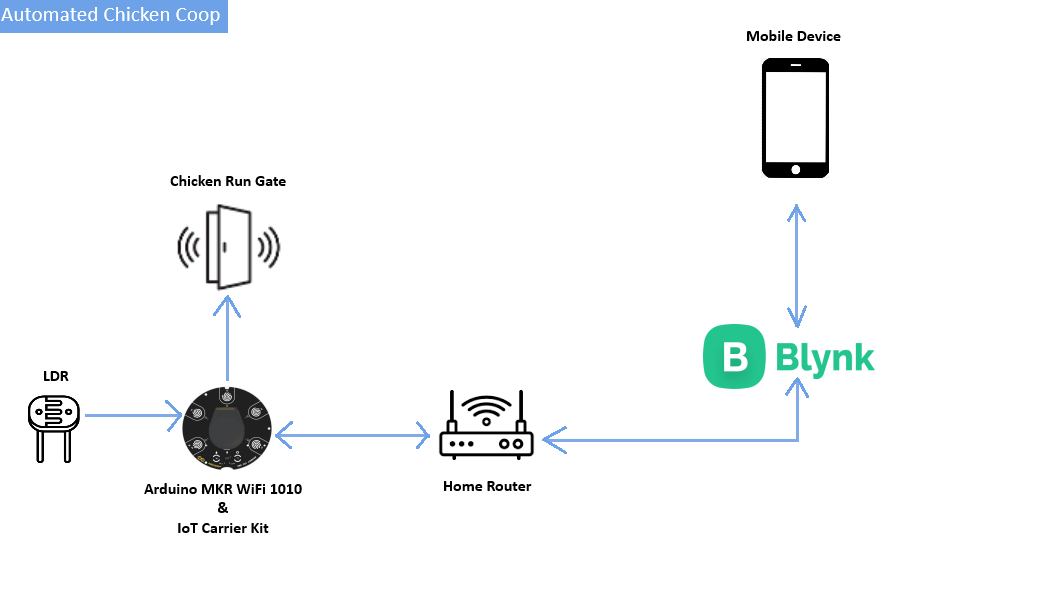 Automated Chicken Coop
Mobile Device
Chicken Run Gate
LDR
B Blynk
Arduino MKR WiFi 1010
&
IoT Carrier Kit
Home Router